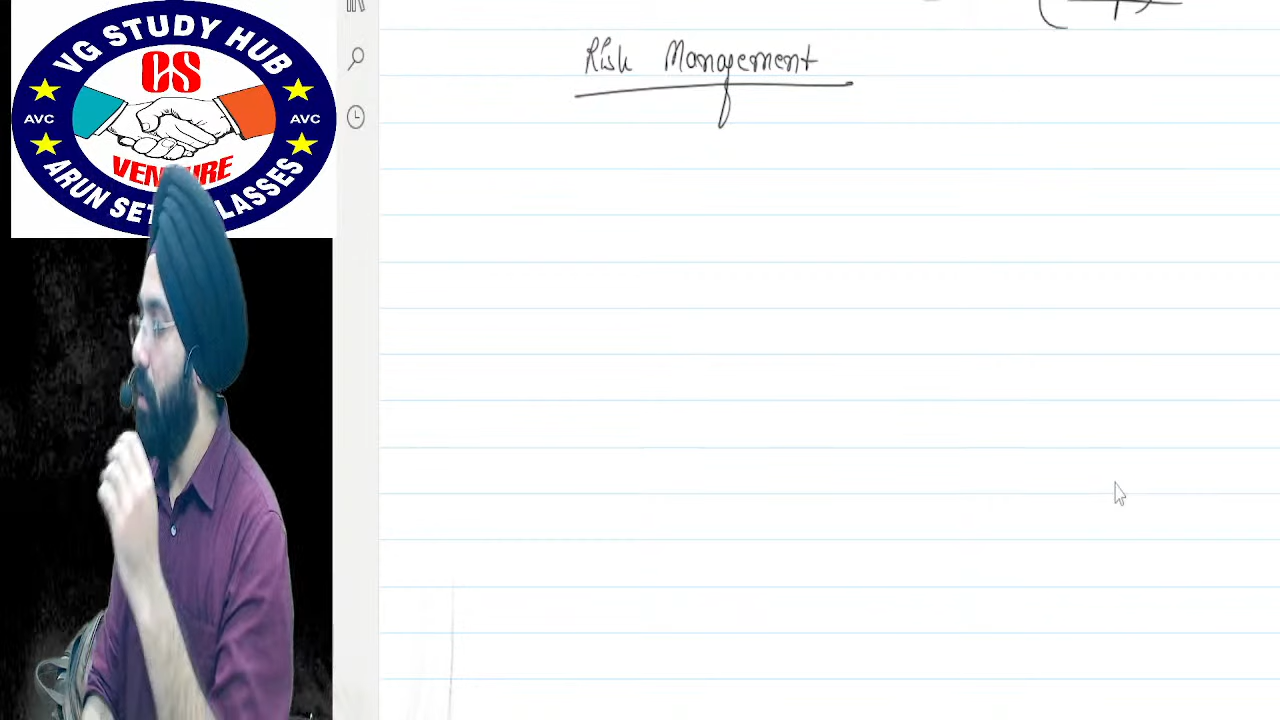 VG STUDY HUB
CS
AVC
AVC
VENTURE
ARUN SET LASSES
Risk Management